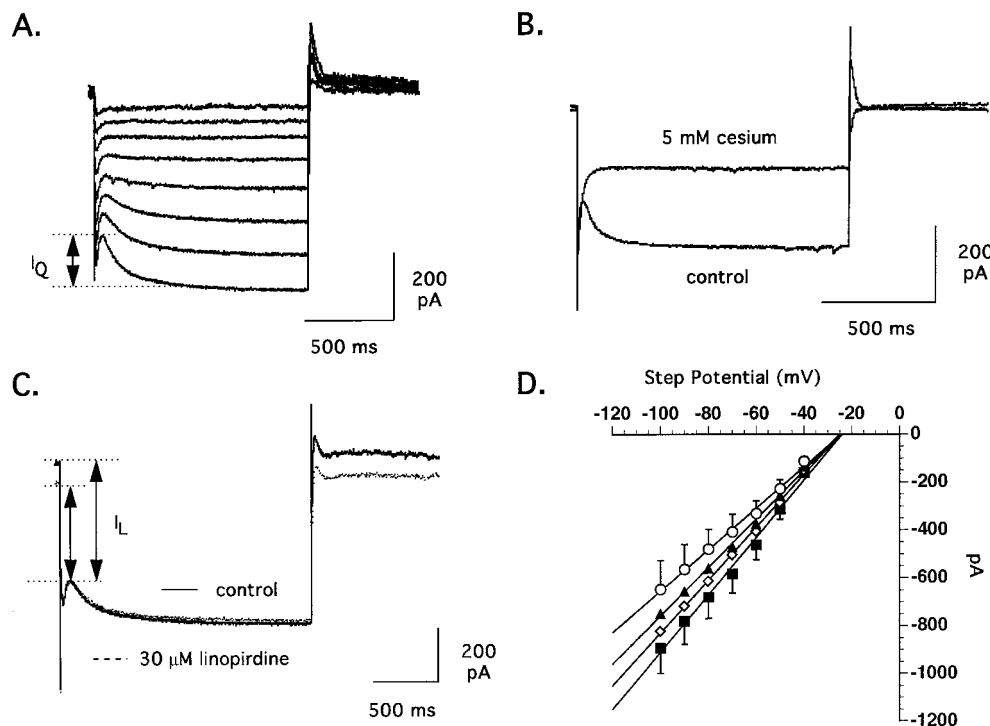 A.
I_Q
200
pA
500 ms
B.
5 mM cesium
control
200
pA
500 ms
C.
I_L
control
30 μM linopirdine
200
pA
500 ms
D.
Step Potential (mV)
-120 -100 -80 -60 -40 -20 0
0
-200
-400
-600
-800
-1000
-1200
pA